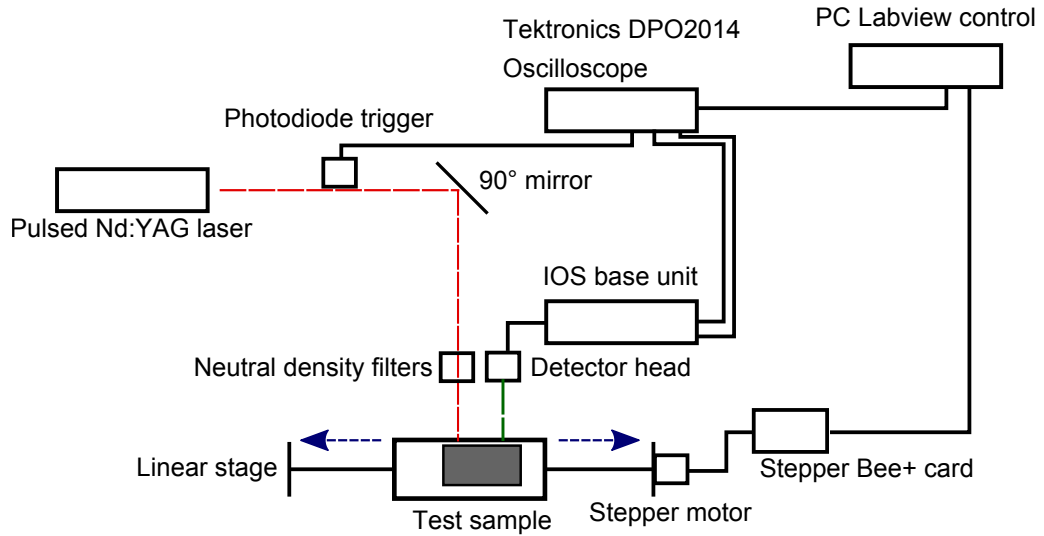 Tektronics DPO2014
Oscilloscope
PC Labview control
Photodiode trigger
90° mirror
Pulsed Nd:YAG laser
IOS base unit
Neutral density filters
Detector head
Linear stage
Test sample
Stepper motor
Stepper Bee+ card